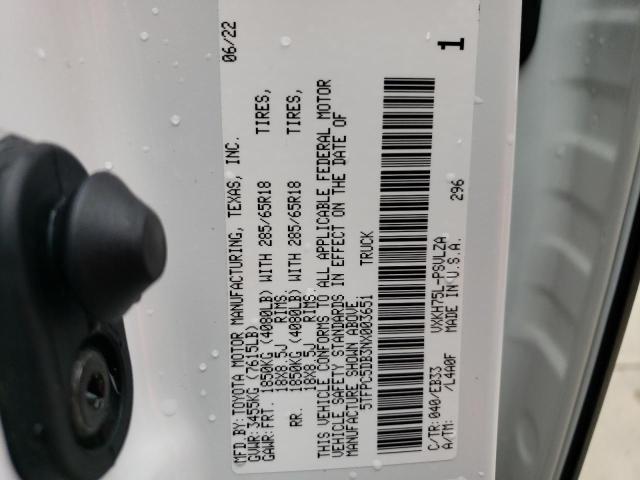 MFD.BY:TOYOTA MOTOR MANUFACTURING, TEXAS, INC. 06/22
GVWR:3455KG (7615LB)
GAWR:FRT. 1850KG (4080LB) WITH 285/65R18 TIRES,
18X8.5J RIMS,
RR. 1850KG (4080LB) WITH 285/65R18 TIRES,
18X8.5J RIMS,
THIS VEHICLE CONFORMS TO ALL APPLICABLE FEDERAL MOTOR
VEHICLE SAFETY STANDARDS IN EFFECT ON THE DATE OF
MANUFACTURE SHOWN ABOVE.
5TFPC5DB3NX003651 TRUCK
C/TR:040/EB33 VXKH75L-PSVLZA
A/TM: /L4A0F MADE IN U.S.A. 296
1